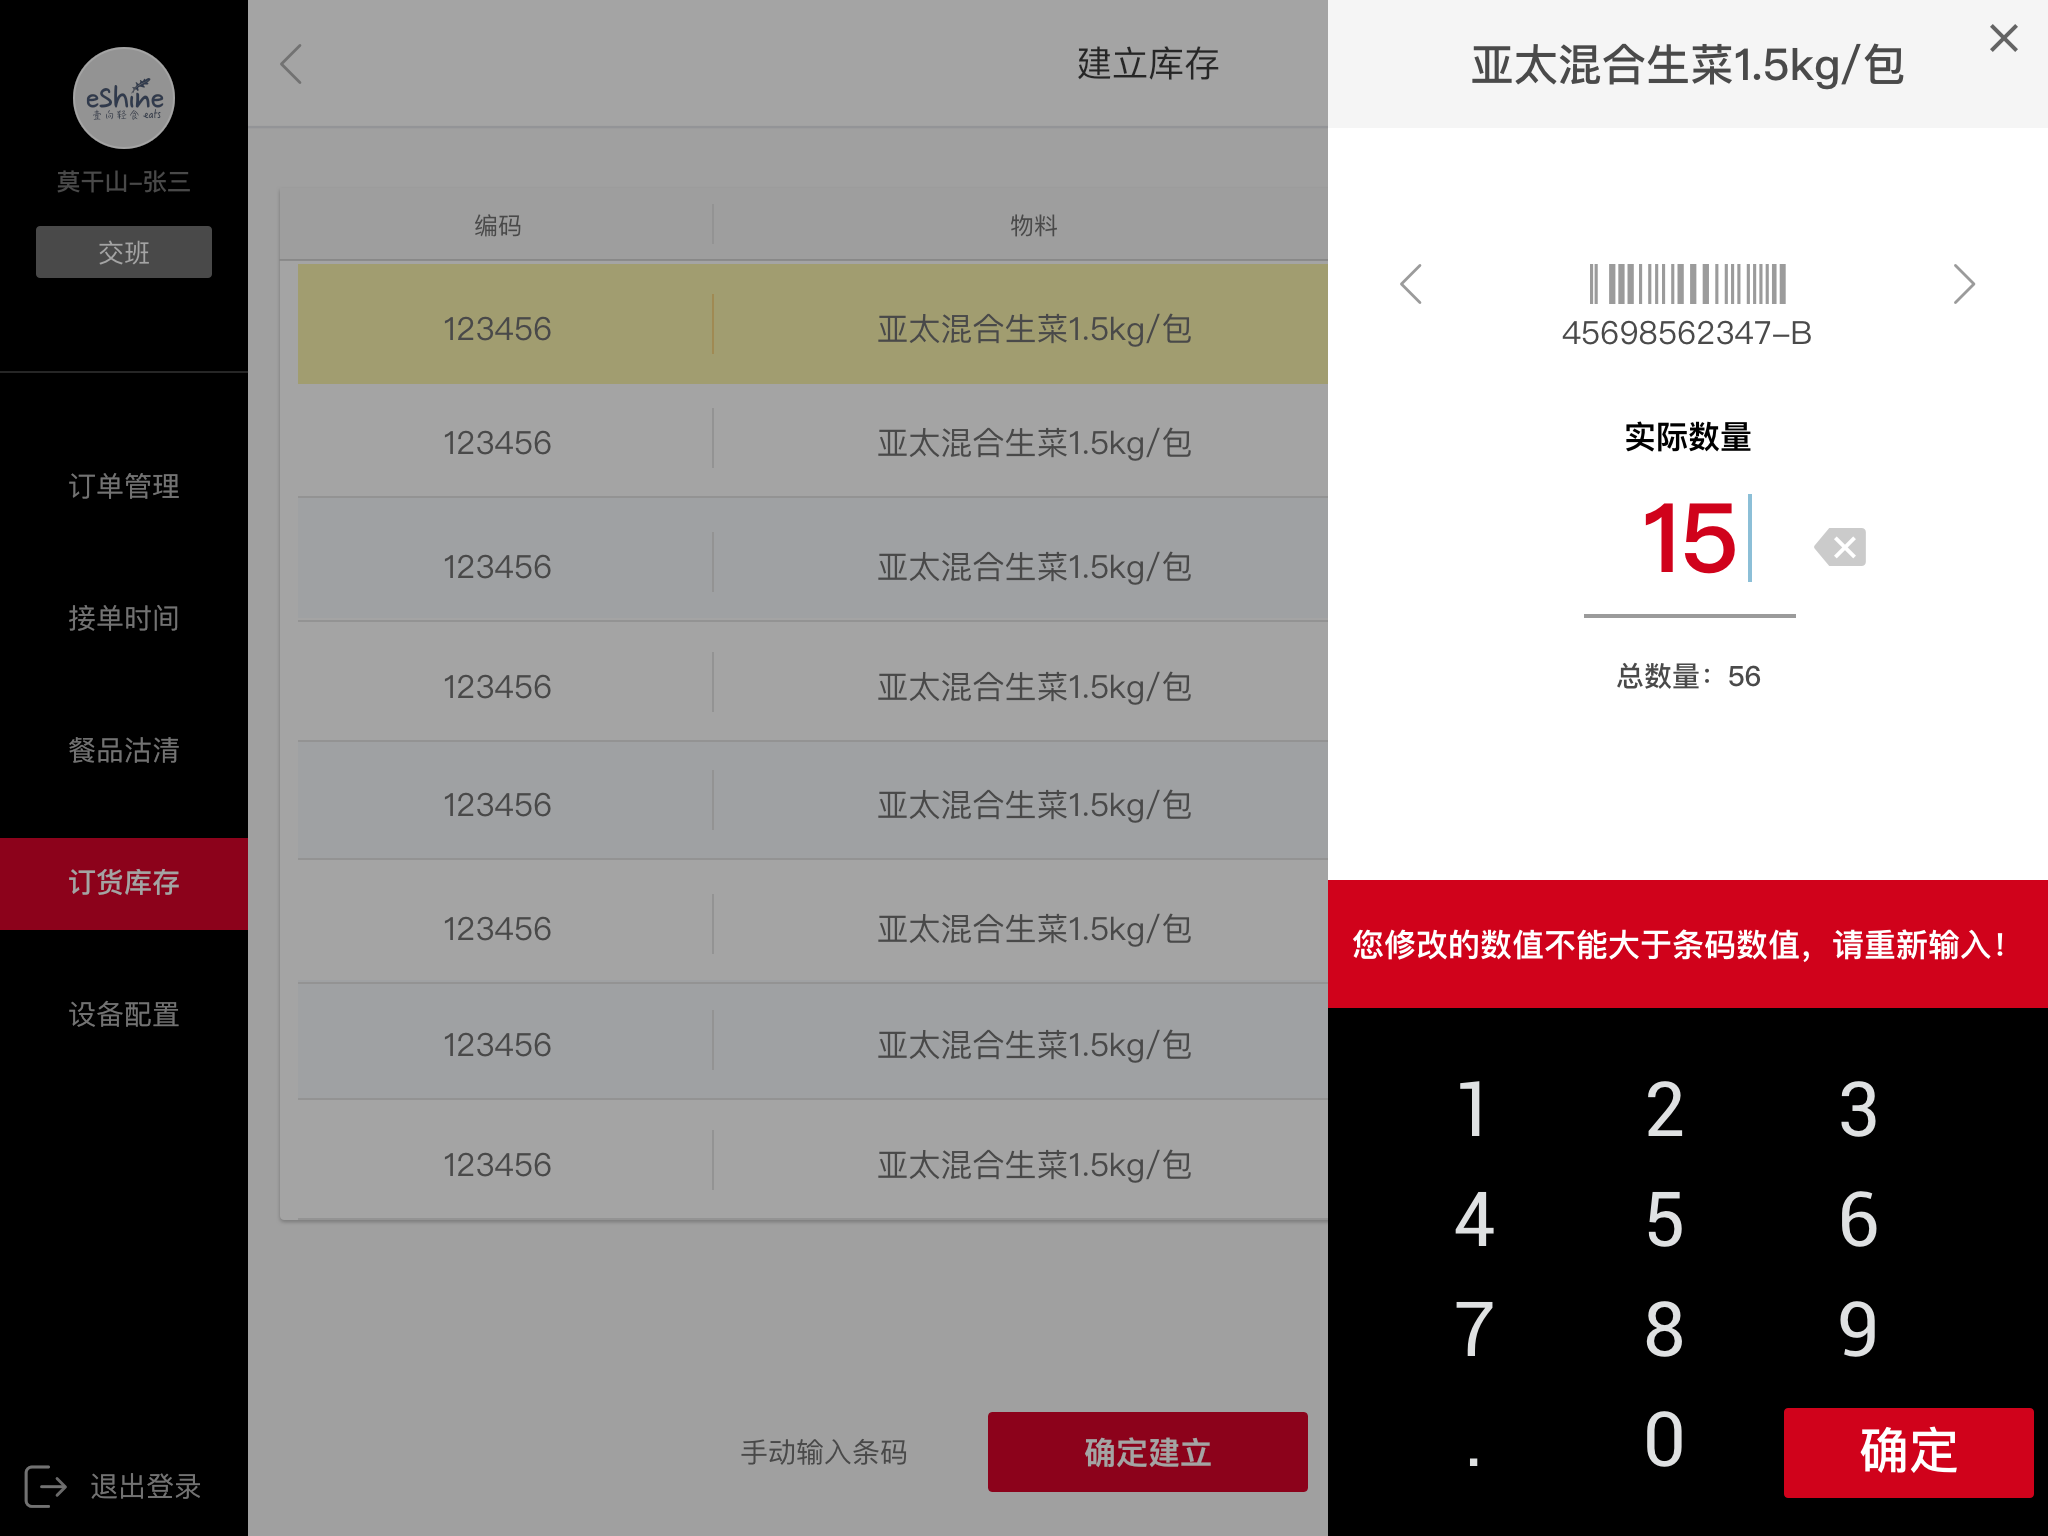 eShine
壹向轻食 eats
莫干山-张三
交班
订单管理
接单时间
餐品沽清
订货库存
设备配置
退出登录
建立库存
编码 物料
123456 亚太混合生菜1.5kg/包
123456 亚太混合生菜1.5kg/包
123456 亚太混合生菜1.5kg/包
123456 亚太混合生菜1.5kg/包
123456 亚太混合生菜1.5kg/包
123456 亚太混合生菜1.5kg/包
123456 亚太混合生菜1.5kg/包
123456 亚太混合生菜1.5kg/包
手动输入条码
确定建立
亚太混合生菜1.5kg/包
45698562347-B
实际数量
15
总数量：56
您修改的数值不能大于条码数值，请重新输入！
1 2 3
4 5 6
7 8 9
. 0 确定